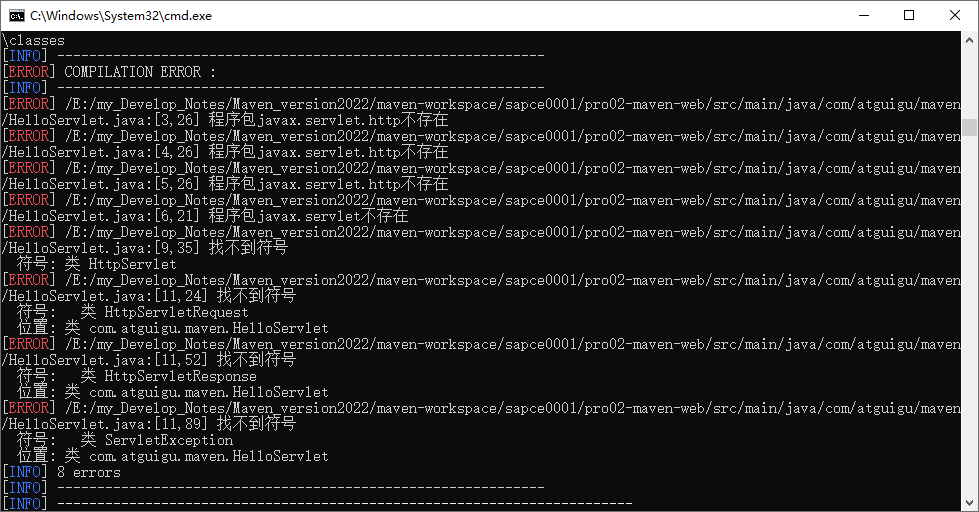 C:\Windows\System32\cmd.exe
\classes
[INFO] -------------------------------------------------------------
[ERROR] COMPILATION ERROR :
[INFO] -------------------------------------------------------------
[ERROR] /E:/my_Develop_Notes/Maven_version2022/maven-workspace/sapce0001/pro02-maven-web/src/main/java/com/atguigu/maven
/HelloServlet.java:[3,26] 程序包javax.servlet.http不存在
[ERROR] /E:/my_Develop_Notes/Maven_version2022/maven-workspace/sapce0001/pro02-maven-web/src/main/java/com/atguigu/maven
/HelloServlet.java:[4,26] 程序包javax.servlet.http不存在
[ERROR] /E:/my_Develop_Notes/Maven_version2022/maven-workspace/sapce0001/pro02-maven-web/src/main/java/com/atguigu/maven
/HelloServlet.java:[5,26] 程序包javax.servlet.http不存在
[ERROR] /E:/my_Develop_Notes/Maven_version2022/maven-workspace/sapce0001/pro02-maven-web/src/main/java/com/atguigu/maven
/HelloServlet.java:[6,21] 程序包javax.servlet不存在
[ERROR] /E:/my_Develop_Notes/Maven_version2022/maven-workspace/sapce0001/pro02-maven-web/src/main/java/com/atguigu/maven
/HelloServlet.java:[9,35] 找不到符号
  符号: 类 HttpServlet
[ERROR] /E:/my_Develop_Notes/Maven_version2022/maven-workspace/sapce0001/pro02-maven-web/src/main/java/com/atguigu/maven
/HelloServlet.java:[11,24] 找不到符号
  符号:   类 HttpServletRequest
  位置: 类 com.atguigu.maven.HelloServlet
[ERROR] /E:/my_Develop_Notes/Maven_version2022/maven-workspace/sapce0001/pro02-maven-web/src/main/java/com/atguigu/maven
/HelloServlet.java:[11,52] 找不到符号
  符号:   类 HttpServletResponse
  位置: 类 com.atguigu.maven.HelloServlet
[ERROR] /E:/my_Develop_Notes/Maven_version2022/maven-workspace/sapce0001/pro02-maven-web/src/main/java/com/atguigu/maven
/HelloServlet.java:[11,89] 找不到符号
  符号:   类 ServletException
  位置: 类 com.atguigu.maven.HelloServlet
[INFO] 8 errors
[INFO] -------------------------------------------------------------
[INFO] ------------------------------------------------------------------------